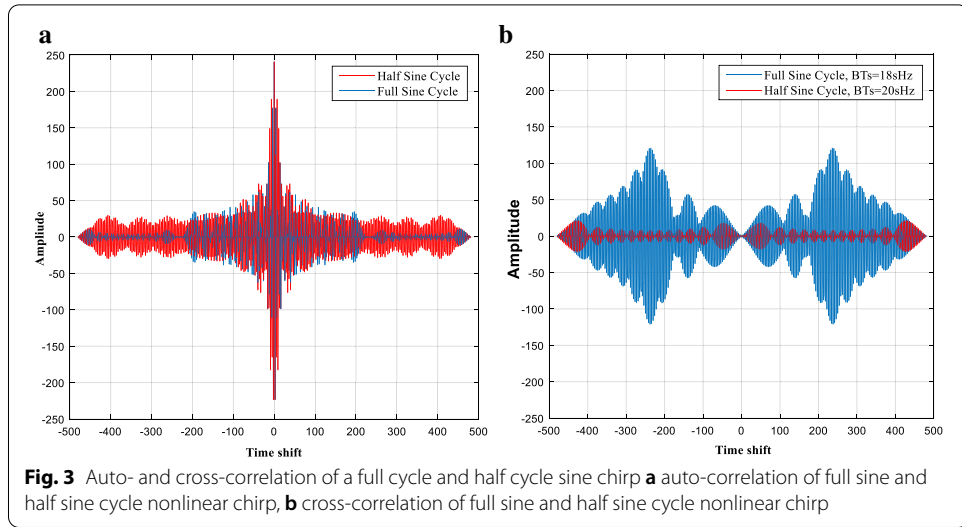 a
250
200
150
100
50
0
-50
-100
-150
-200
-250
Amplitude
Half Sine Cycle
Full Sine Cycle
-500 -400 -300 -200 -100 0 100 200 300 400 500
Time shift
b
250
200
150
100
50
0
-50
-100
-150
-200
-250
Amplitude
Full Sine Cycle, BTs=18sHz
Half Sine Cycle, BTs=20sHz
-500 -400 -300 -200 -100 0 100 200 300 400 500
Time shift
Fig. 3 Auto- and cross-correlation of a full cycle and half cycle sine chirp a auto-correlation of full sine and
half sine cycle nonlinear chirp, b cross-correlation of full sine and half sine cycle nonlinear chirp